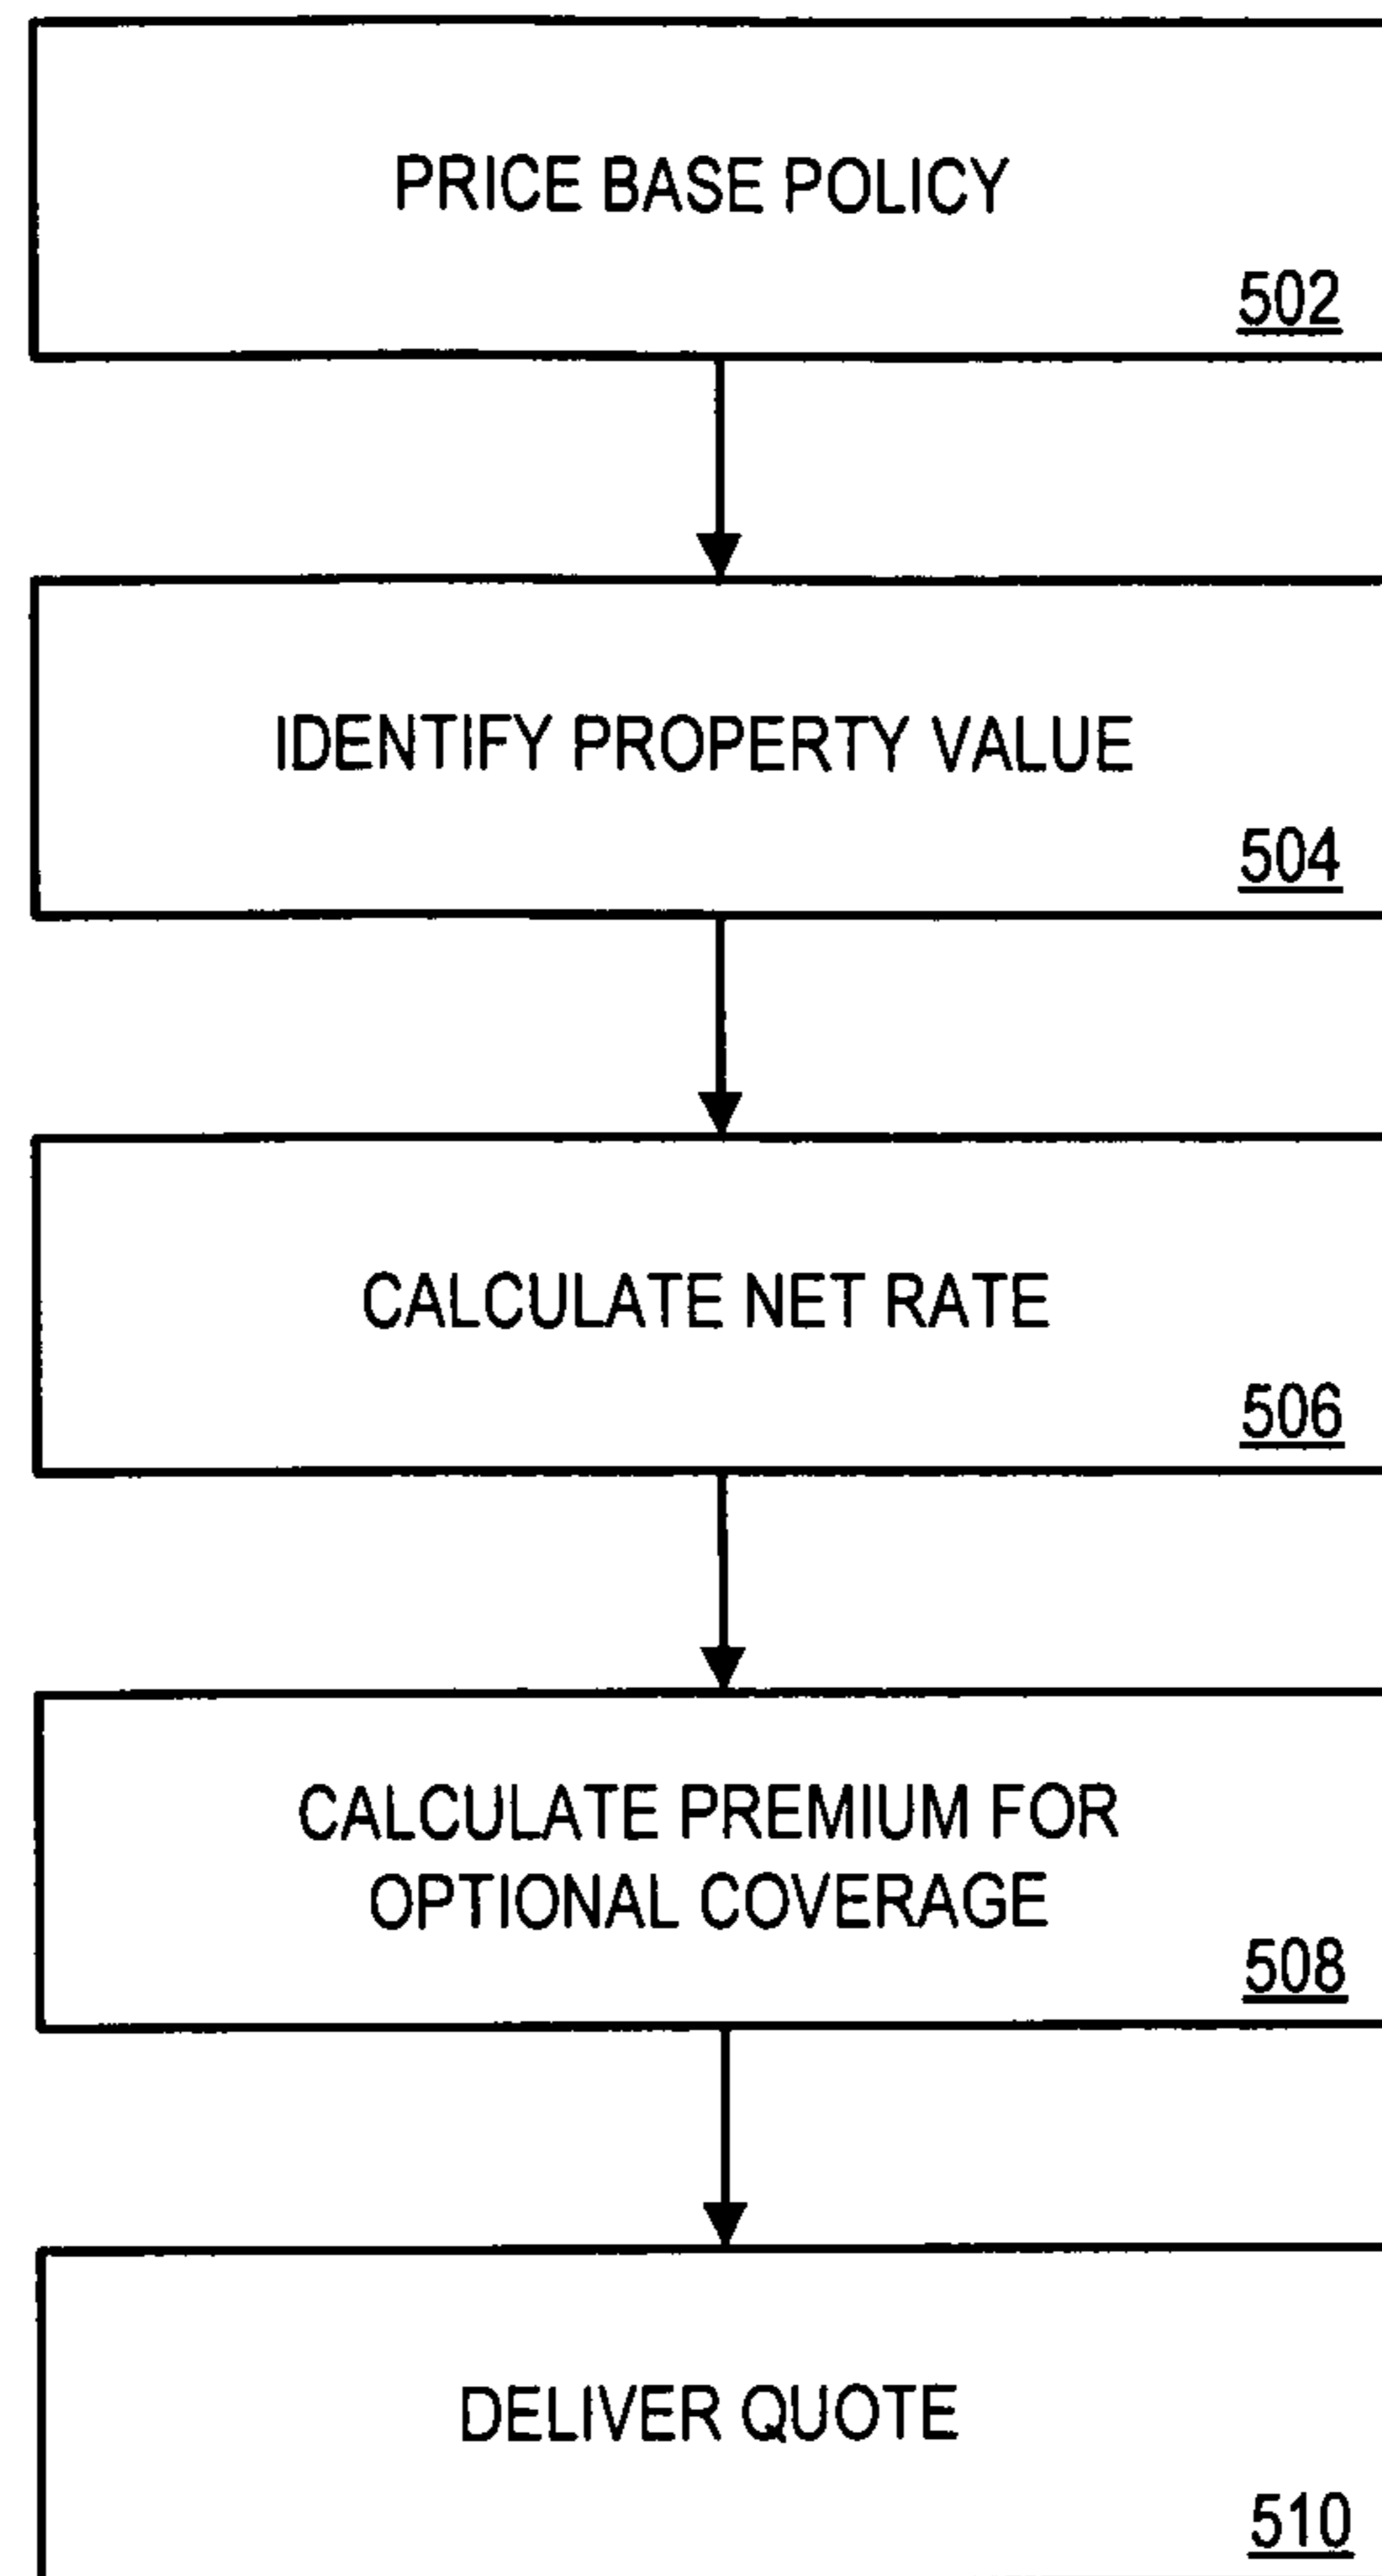 PRICE BASE POLICY
502
IDENTIFY PROPERTY VALUE
504
CALCULATE NET RATE
506
CALCULATE PREMIUM FOR
OPTIONAL COVERAGE
508
DELIVER QUOTE
510